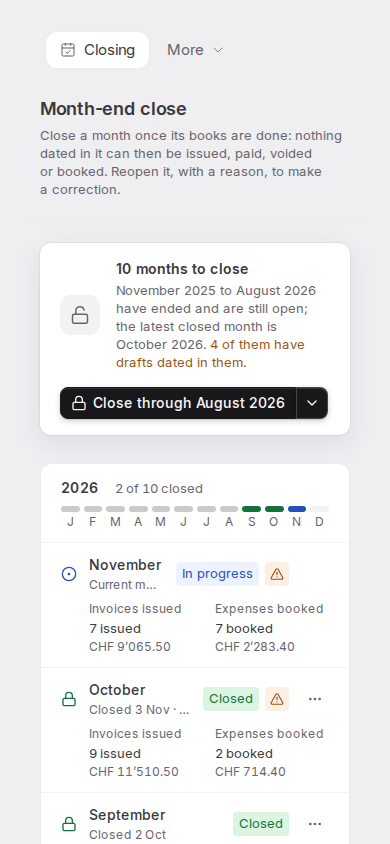 Closing More
Month-end close
Close a month once its books are done: nothing
dated in it can then be issued, paid, voided
or booked. Reopen it, with a reason, to make
a correction.
10 months to close
November 2025 to August 2026
have ended and are still open;
the latest closed month is
October 2026. 4 of them have
drafts dated in them.
Close through August 2026
2026 2 of 10 closed
J F M A M J J A S O N D
November In progress
Current m...
Invoices issued Expenses booked
7 issued 7 booked
CHF 9’065.50 CHF 2’283.40
October Closed
Closed 3 Nov · ...
Invoices issued Expenses booked
9 issued 2 booked
CHF 11’510.50 CHF 714.40
September Closed
Closed 2 Oct